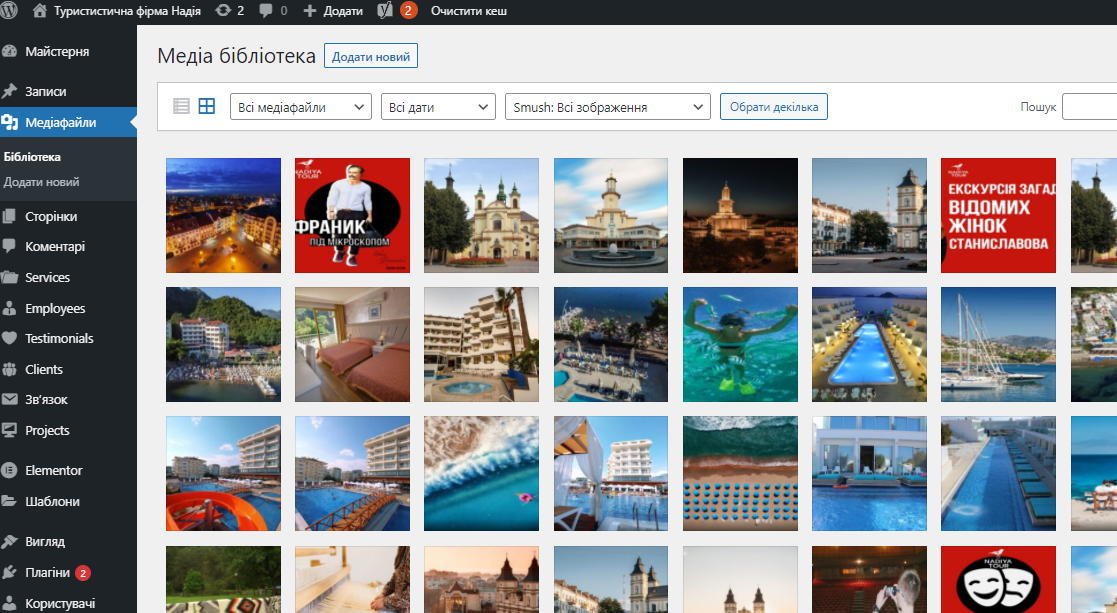 Туристистична фірма Надія 2 0 Додати 2 Очистити кеш
Майстерня
Записи
Медіафайли
Бібліотека
Додати новий
Сторінки
Коментарі
Services
Employees
Testimonials
Clients
Зв'язок
Projects
Elementor
Шаблони
Вигляд
Плагіни 2
Користувачі
Медіа бібліотека Додати новий
Всі медіафайли Всі дати Smush: Всі зображення Обрати декілька Пошук
NADIYA
TOUR
ФРАНИК
ПІД МІКРОСКОПОМ
NADIYA
TOUR
ЕКСКУРСІЯ ЗАГАД
ВІДОМИХ
ЖІНОК
СТАНИСЛАВОВА
NADIYA
TOUR